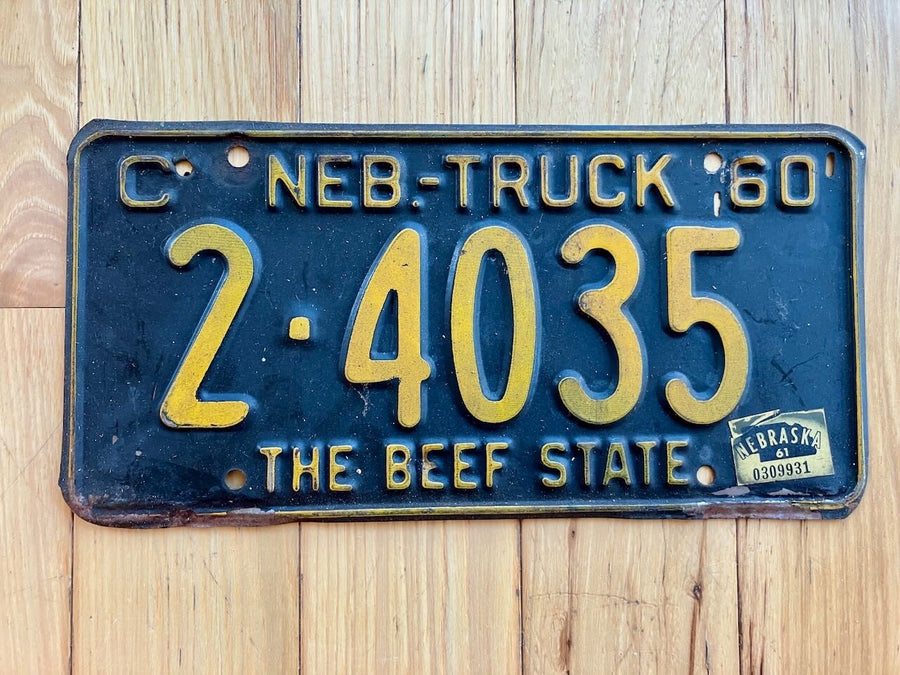 C NEB.-TRUCK 60
2·4035
THE BEEF STATE
NEBRASKA
61
0309931